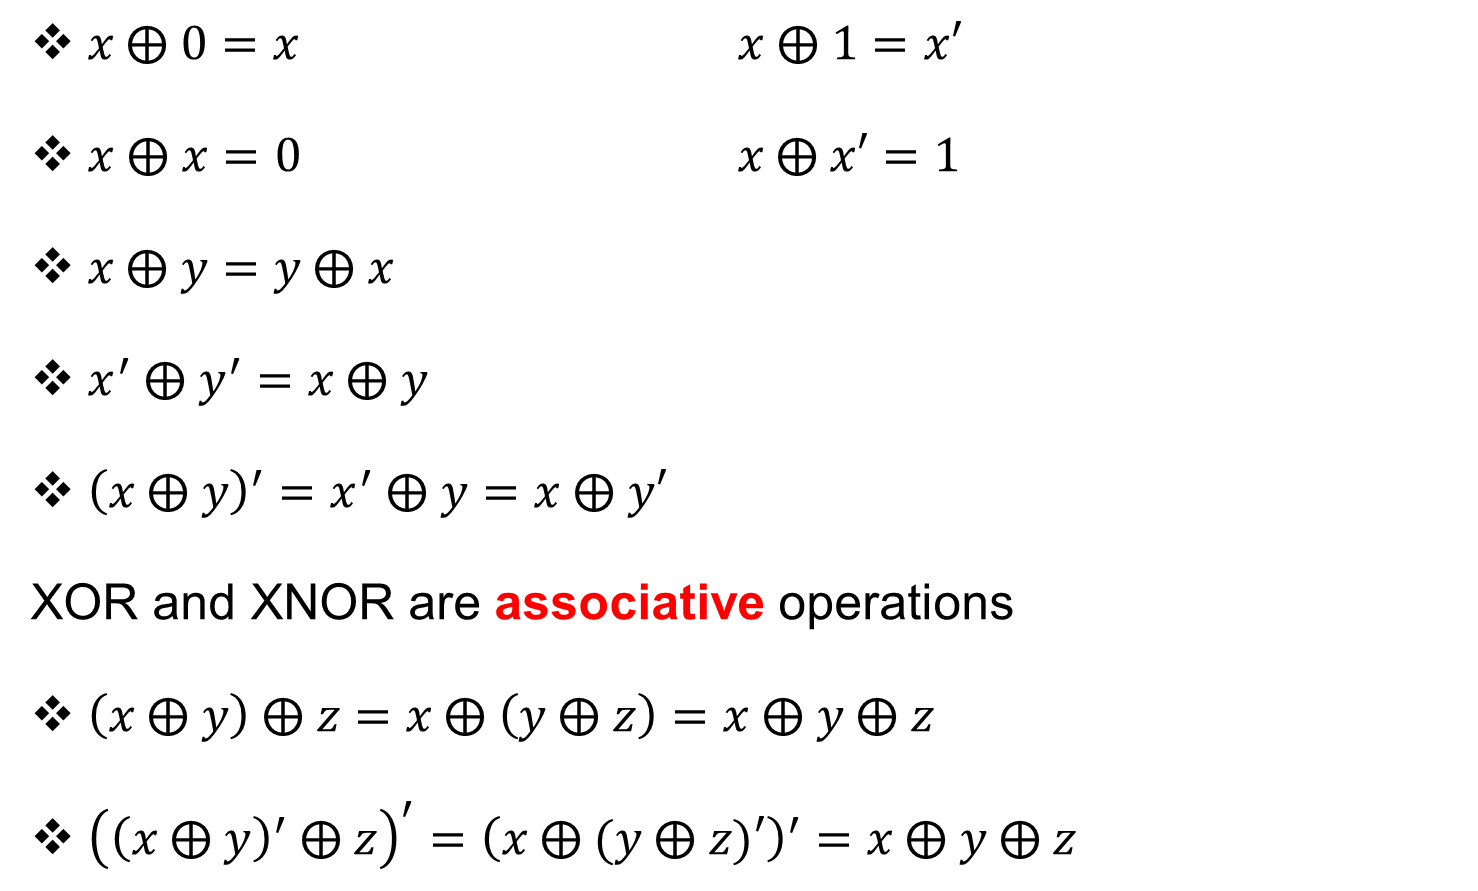 ❖ x ⊕ 0 = x x ⊕ 1 = x′
❖ x ⊕ x = 0 x ⊕ x′ = 1
❖ x ⊕ y = y ⊕ x
❖ x′ ⊕ y′ = x ⊕ y
❖ (x ⊕ y)′ = x′ ⊕ y = x ⊕ y′
XOR and XNOR are associative operations
❖ (x ⊕ y) ⊕ z = x ⊕ (y ⊕ z) = x ⊕ y ⊕ z
❖ ((x ⊕ y)′ ⊕ z)′ = (x ⊕ (y ⊕ z)′)′ = x ⊕ y ⊕ z